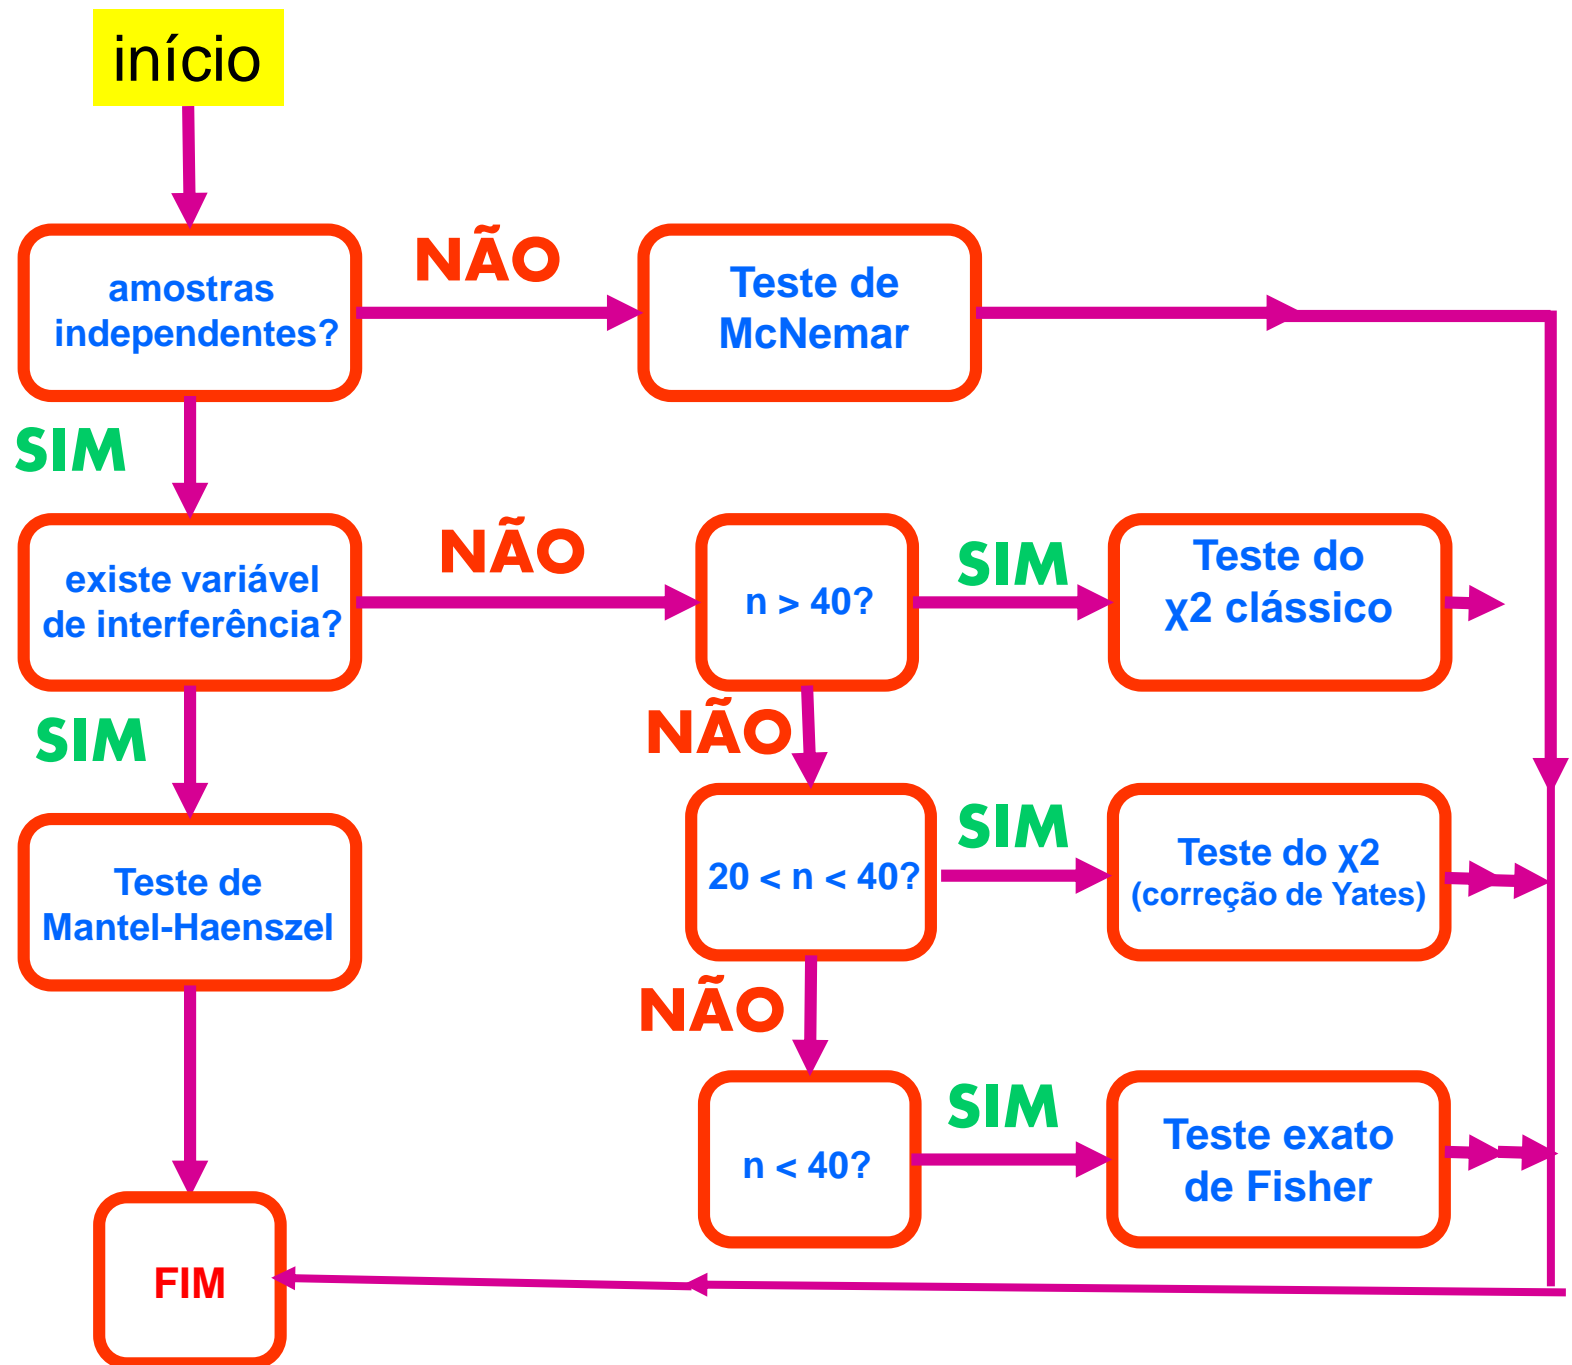 início
amostras
independentes?
NÃO
Teste de
McNemar
SIM
existe variável
de interferência?
NÃO
n > 40?
SIM
Teste do
χ2 clássico
SIM
NÃO
Teste de
Mantel-Haenszel
20 < n < 40?
SIM
Teste do χ2
(correção de Yates)
NÃO
n < 40?
SIM
Teste exato
de Fisher
FIM